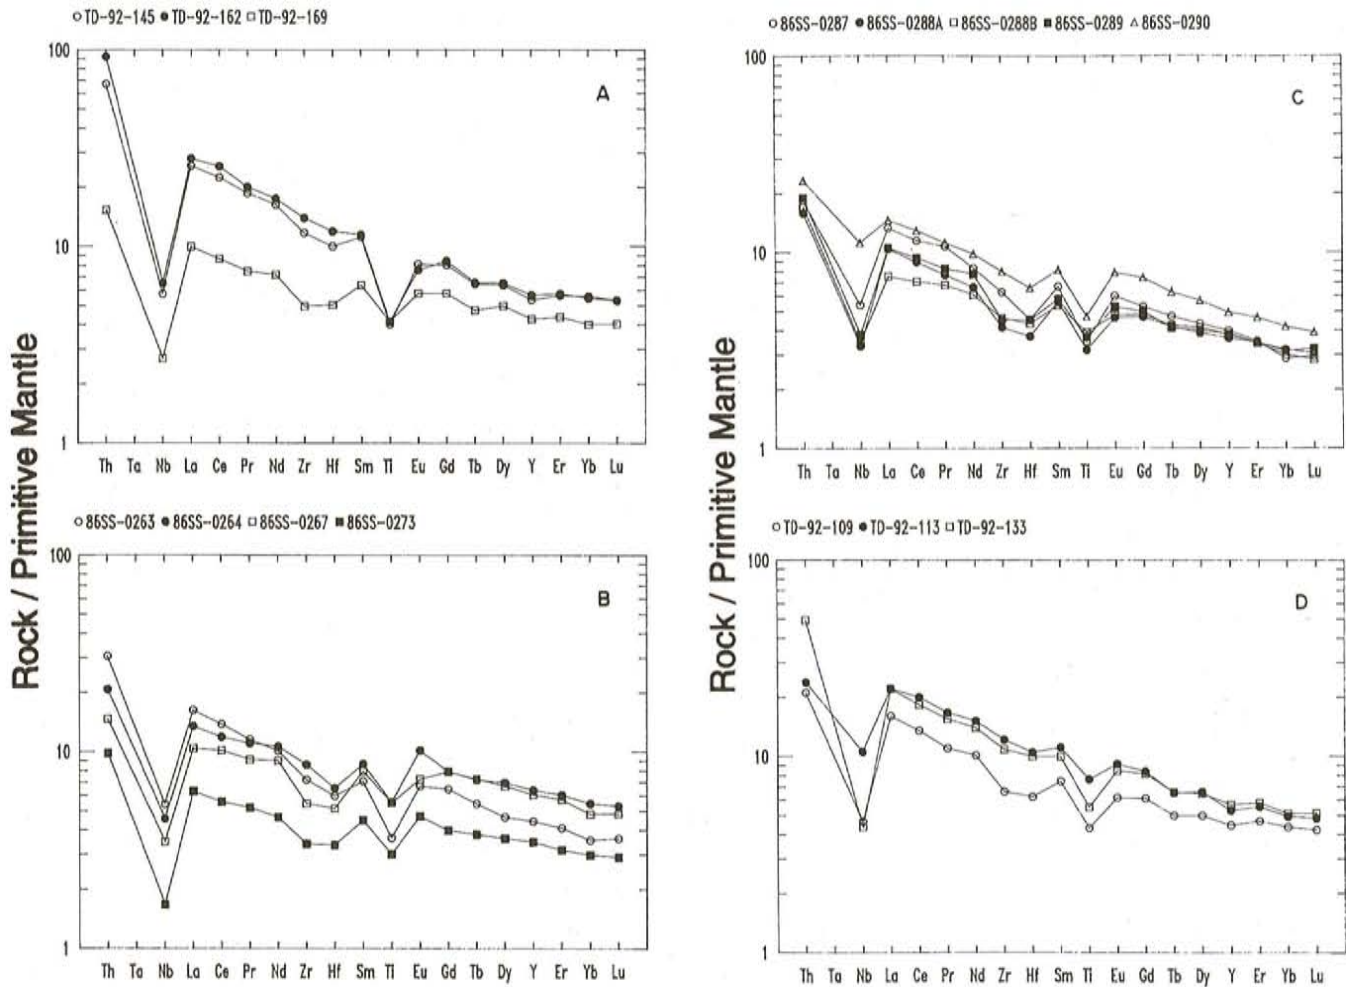 TD-92-145 TD-92-162 TD-92-169
100
A
10
1
Th Ta Nb La Ce Pr Nd Zr Hf Sm Ti Eu Gd Tb Dy Y Er Yb Lu
86SS-0263 86SS-0264 86SS-0267 86SS-0273
100
B
10
1
Th Ta Nb La Ce Pr Nd Zr Hf Sm Ti Eu Gd Tb Dy Y Er Yb Lu
Rock / Primitive Mantle
86SS-0287 86SS-0288A 86SS-0288B 86SS-0289 86SS-0290
100
C
10
1
Th Ta Nb La Ce Pr Nd Zr Hf Sm Ti Eu Gd Tb Dy Y Er Yb Lu
TD-92-109 TD-92-113 TD-92-133
100
D
10
1
Th Ta Nb La Ce Pr Nd Zr Hf Sm Ti Eu Gd Tb Dy Y Er Yb Lu
Rock / Primitive Mantle